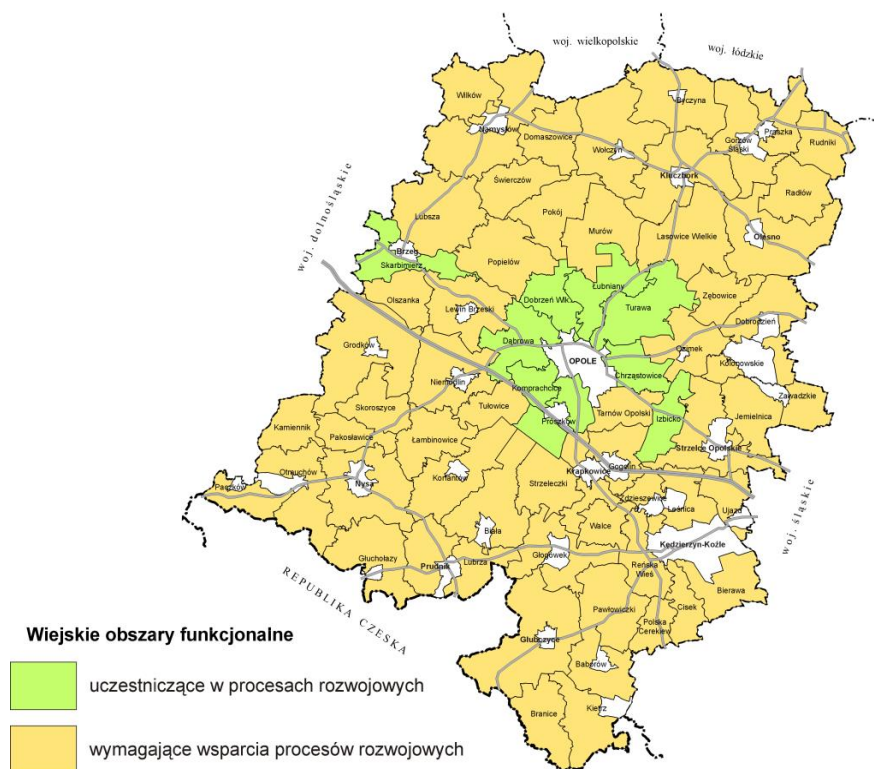 woj. wielkopolskie
woj. łódzkie
Wilków
Byczyna
Namysłów
Domaszowice
Wołczyn
Gorzów
Śląski
Praszka
Rudniki
Kluczbork
Świerczów
Radłów
woj. dolnośląskie
Lubsza
Pokój
Murów
Lasowice Wielkie
Olesno
Brzeg
Skarbimierz
Popielów
Łubniany
Olszanka
Dobrzeń Wlk.
Turawa
Zębowice
Lewin Brzeski
Dobrodzień
Grodków
Dąbrowa
OPOLE
Ozimek
Kolonowskie
Niemodlin
Komprachcice
Chrząstowice
Zawadzkie
Skoroszyce
Tułowice
Prószków
Tarnów Opolski
Izbicko
Jemielnica
Kamiennik
Pakosławice
Łambinowice
Strzelce Opolskie
Paczków
Otmuchów
Nysa
Korfantów
Strzeleczki
Krapkowice
Gogolin
Zdzieszowice
Leśnica
Ujazd
woj. śląskie
Biała
Walce
Głogówek
Kędzierzyn-Koźle
Głuchołazy
Prudnik
Lubrza
Reńska
Wieś
Bierawa
REPUBLIKA CZESKA
Pawłowiczki
Cisek
Polska
Cerekiew
Głubczyce
Baborów
Kietrz
Branice
Wiejskie obszary funkcjonalne
uczestniczące w procesach rozwojowych
wymagające wsparcia procesów rozwojowych